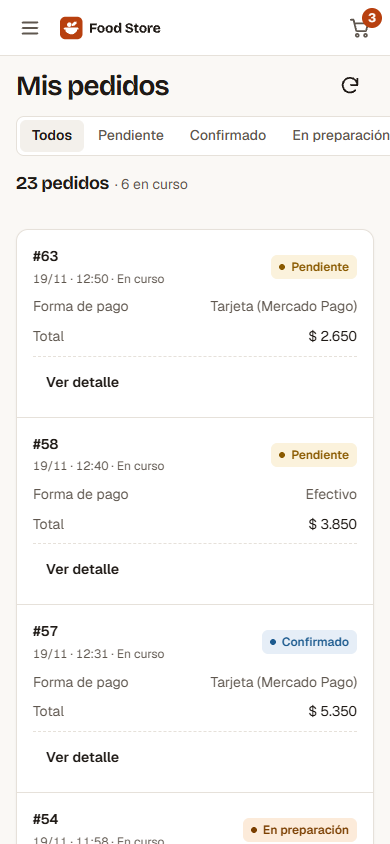 Food Store
3
Mis pedidos
Todos Pendiente Confirmado En preparación
23 pedidos · 6 en curso
#63
Pendiente
19/11 · 12:50 · En curso
Forma de pago Tarjeta (Mercado Pago)
Total $ 2.650
Ver detalle
#58
Pendiente
19/11 · 12:40 · En curso
Forma de pago Efectivo
Total $ 3.850
Ver detalle
#57
Confirmado
19/11 · 12:31 · En curso
Forma de pago Tarjeta (Mercado Pago)
Total $ 5.350
Ver detalle
#54
En preparación
19/11 · 11:58 · En curso